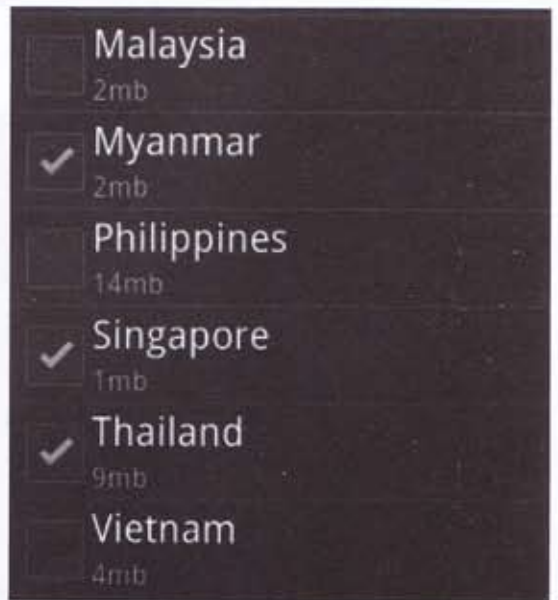 Malaysia
2mb
Myanmar
2mb
Philippines
14mb
Singapore
1mb
Thailand
9mb
Vietnam
4mb